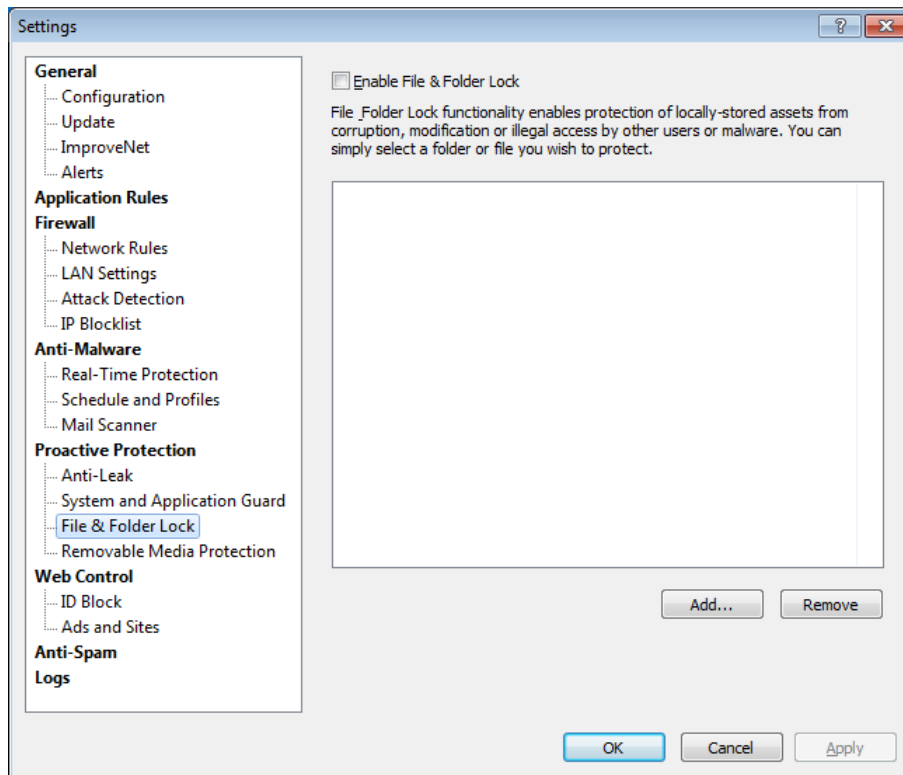 Settings
General
Configuration
Update
ImproveNet
Alerts
Application Rules
Firewall
Network Rules
LAN Settings
Attack Detection
IP Blocklist
Anti-Malware
Real-Time Protection
Schedule and Profiles
Mail Scanner
Proactive Protection
Anti-Leak
System and Application Guard
File & Folder Lock
Removable Media Protection
Web Control
ID Block
Ads and Sites
Anti-Spam
Logs
Enable File & Folder Lock
File _Folder Lock functionality enables protection of locally-stored assets from
corruption, modification or illegal access by other users or malware. You can
simply select a folder or file you wish to protect.
Add...
Remove
OK
Cancel
Apply